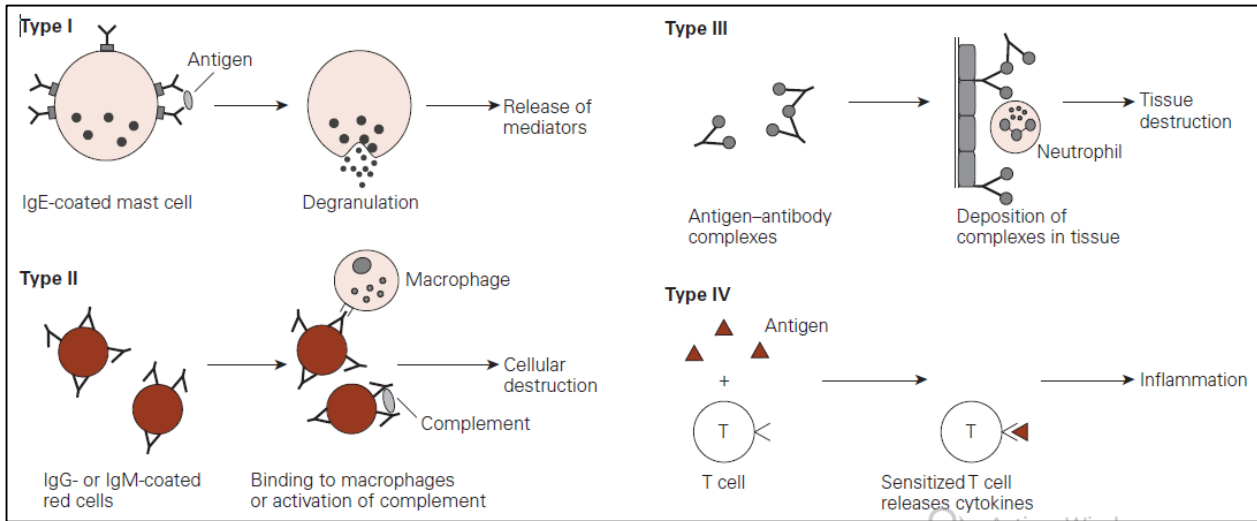 Type I
Antigen
Release of
mediators
IgE-coated mast cell
Degranulation
Type II
Macrophage
Cellular
destruction
Complement
IgG- or IgM-coated
red cells
Binding to macrophages
or activation of complement
Type III
Tissue
destruction
Neutrophil
Antigen–antibody
complexes
Deposition of
complexes in tissue
Type IV
Antigen
+
T
T
Inflammation
T cell
Sensitized T cell
releases cytokines